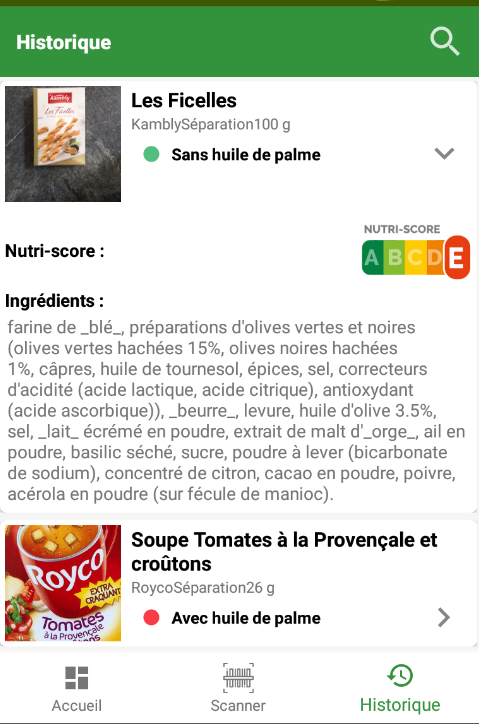 Historique
Kambly
Les Ficelles
Les Ficelles
KamblySéparation100 g
Sans huile de palme
NUTRI-SCORE
Nutri-score :
A B C D E
Ingrédients :
farine de _blé_, préparations d'olives vertes et noires
(olives vertes hachées 15%, olives noires hachées
1%, câpres, huile de tournesol, épices, sel, correcteurs
d'acidité (acide lactique, acide citrique), antioxydant
(acide ascorbique)), _beurre_, levure, huile d'olive 3.5%,
sel, _lait_ écrémé en poudre, extrait de malt d'_orge_, ail en
poudre, basilic séché, sucre, poudre à lever (bicarbonate
de sodium), concentré de citron, cacao en poudre, poivre,
acérola en poudre (sur fécule de manioc).
ROYCO
EXTRA
CRAQUANT
Tomates
à la Provençale
Soupe Tomates à la Provençale et
croûtons
RoycoSéparation26 g
Avec huile de palme
Accueil
Scanner
Historique